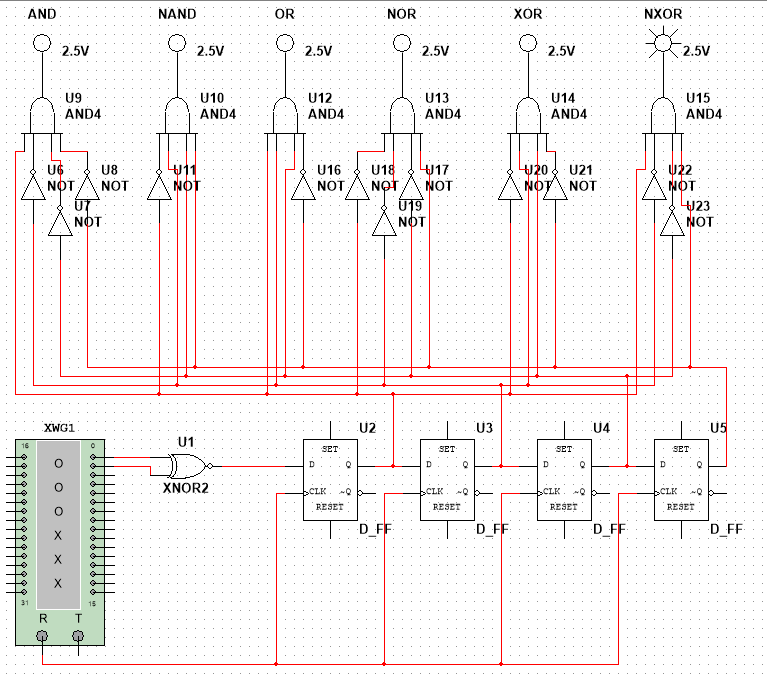 AND NAND OR NOR XOR NXOR
2.5V 2.5V 2.5V 2.5V 2.5V 2.5V
U9 U10 U12 U13 U14 U15
AND4 AND4 AND4 AND4 AND4 AND4
U6 U8 U11 U16 U18 U17 U20 U21 U22
NOT NOT NOT NOT NOT NOT NOT NOT NOT
U7 U19 U23
NOT NOT NOT
XWG1 U1 U2 U3 U4 U5
16 0 SET SET SET SET
O D Q D Q D Q D Q
O XNOR2 CLK ~Q CLK ~Q CLK ~Q CLK ~Q
O RESET RESET RESET RESET
X D_FF D_FF D_FF D_FF
X
X
31 15
R T